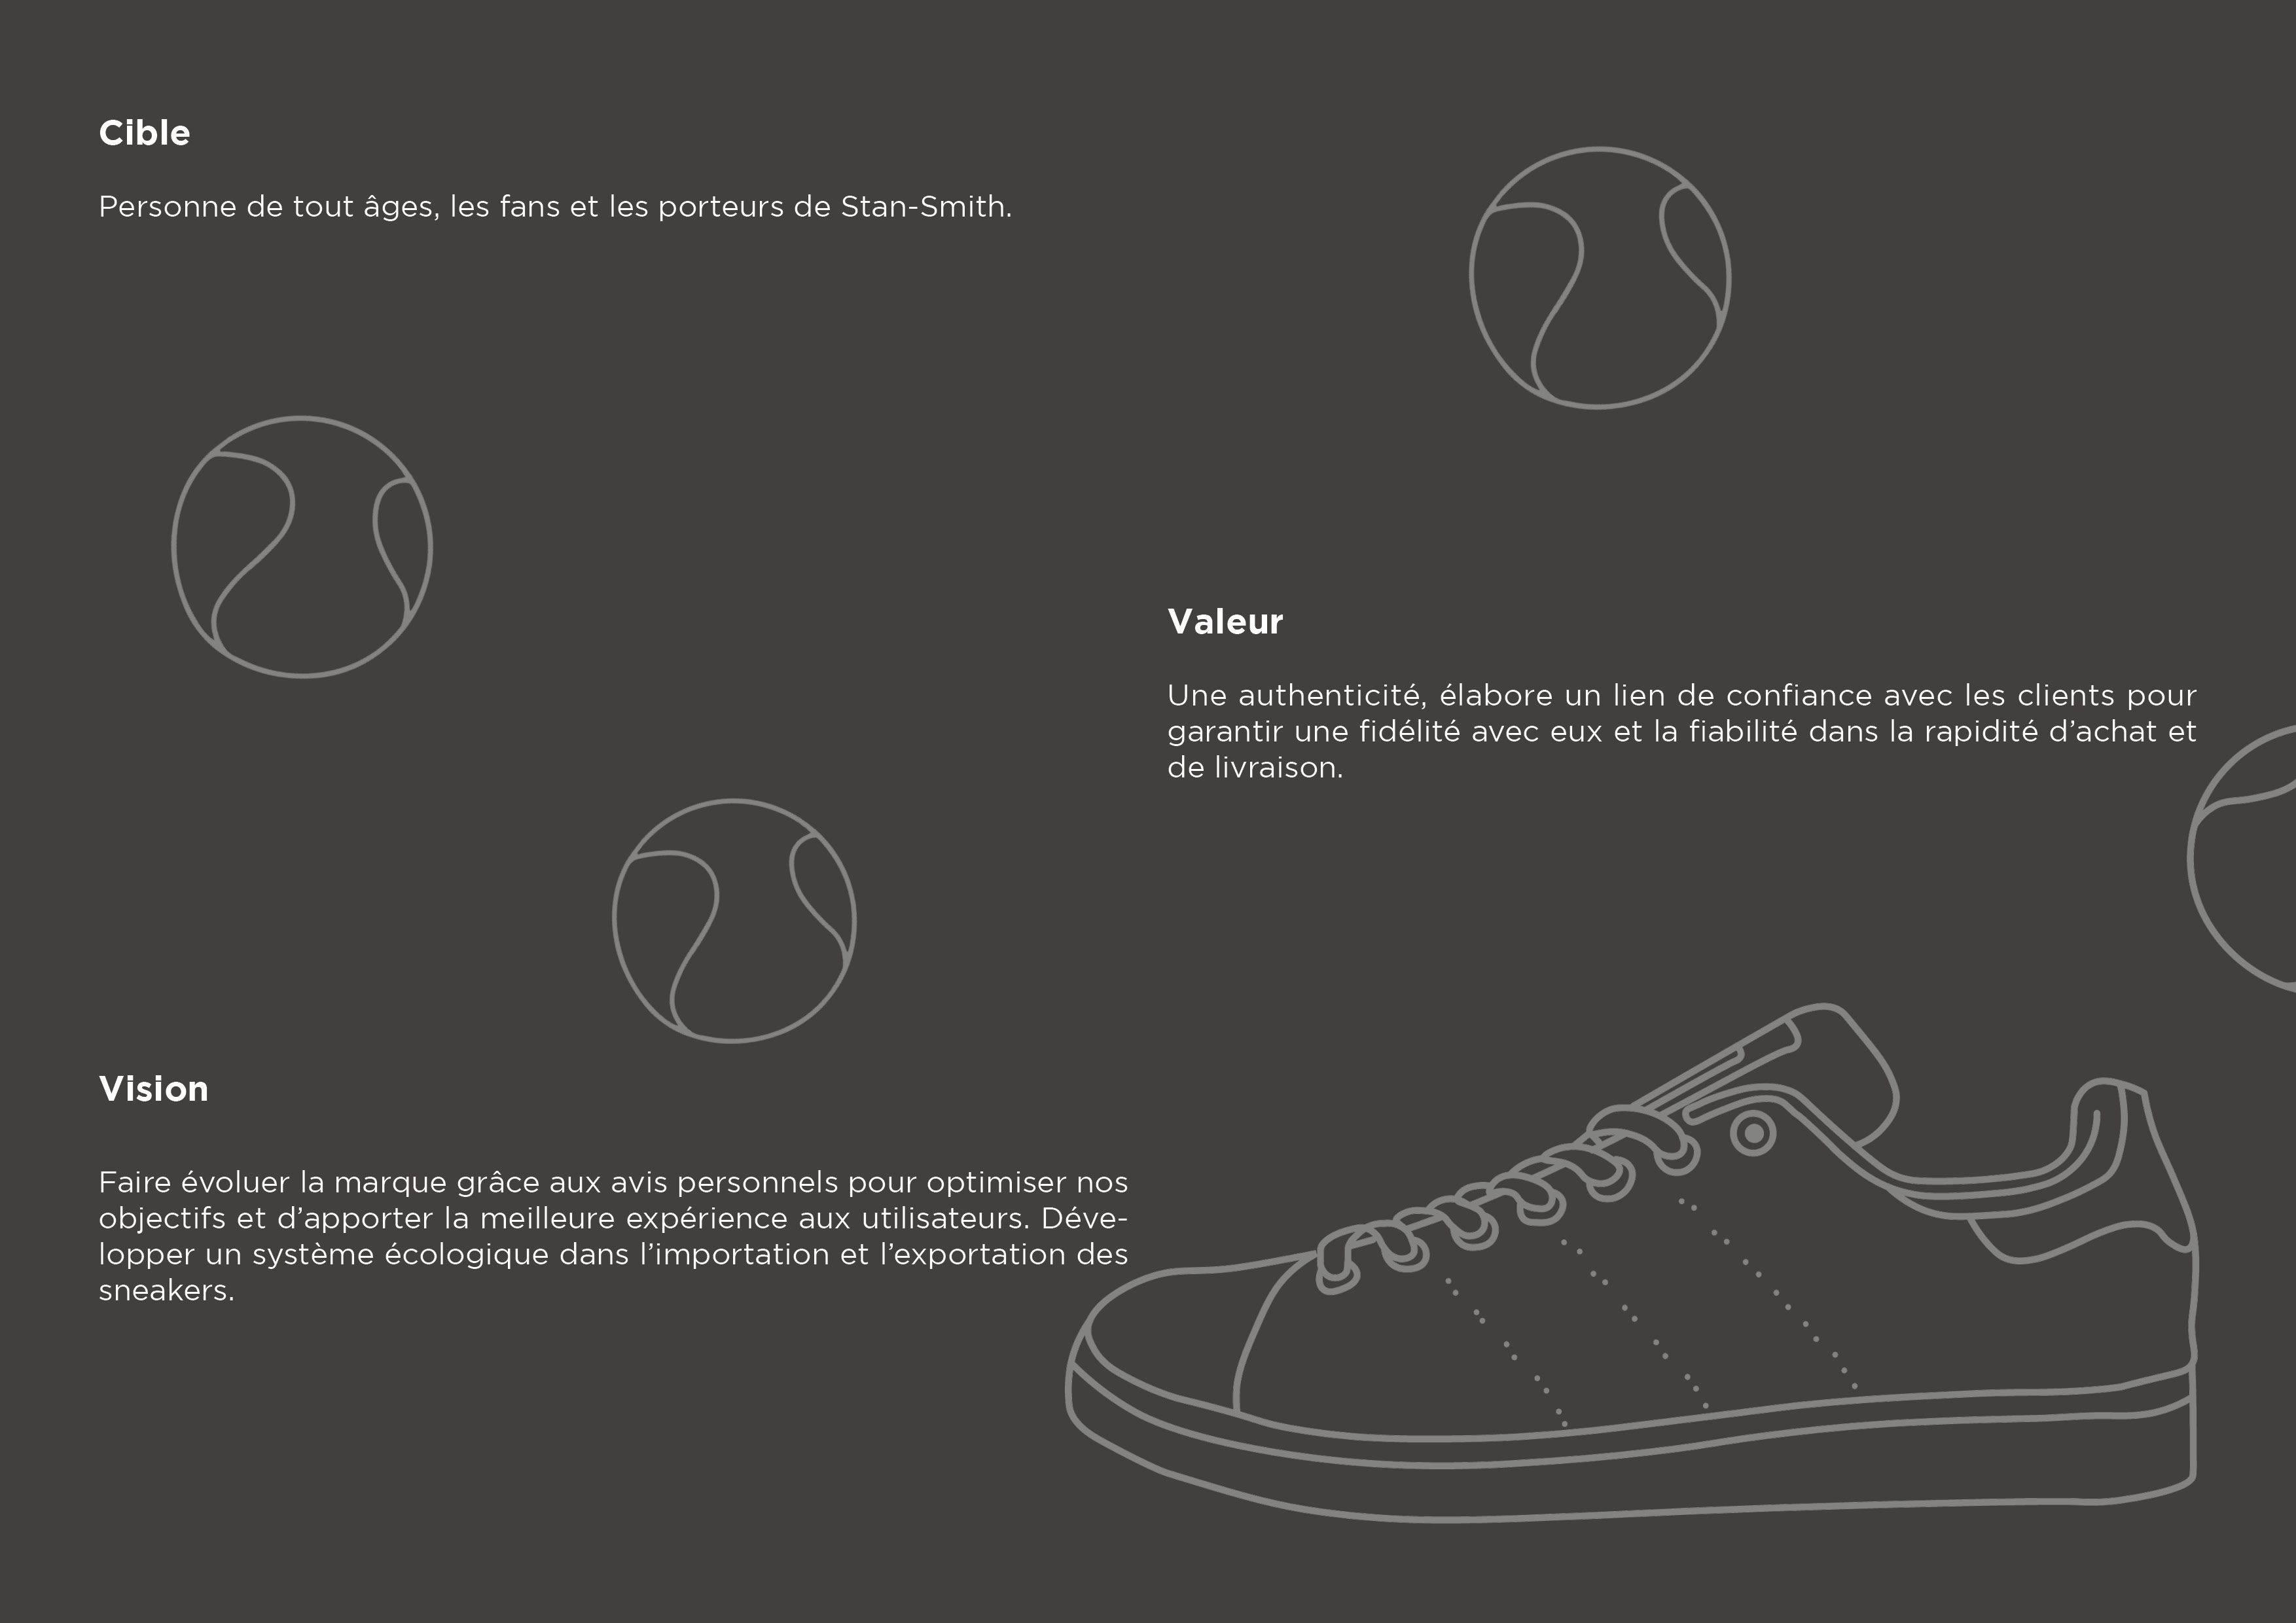 Cible
Personne de tout âges, les fans et les porteurs de Stan-Smith.
Valeur
Une authenticité, élabore un lien de confiance avec les clients pour
garantir une fidélité avec eux et la fiabilité dans la rapidité d’achat et
de livraison.
Vision
Faire évoluer la marque grâce aux avis personnels pour optimiser nos
objectifs et d’apporter la meilleure expérience aux utilisateurs. Déve-
lopper un système écologique dans l’importation et l’exportation des
sneakers.